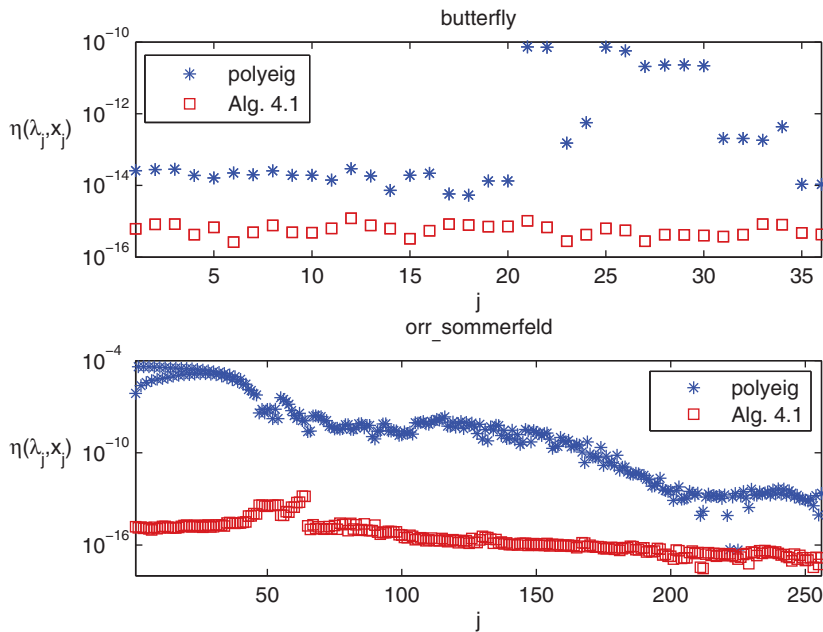 butterfly
10^-10
10^-12
10^-14
10^-16
η(λ_j,x_j)
polyeig
Alg. 4.1
5 10 15 20 25 30 35
j
orr_sommerfeld
10^-4
10^-10
10^-16
η(λ_j,x_j)
polyeig
Alg. 4.1
50 100 150 200 250
j